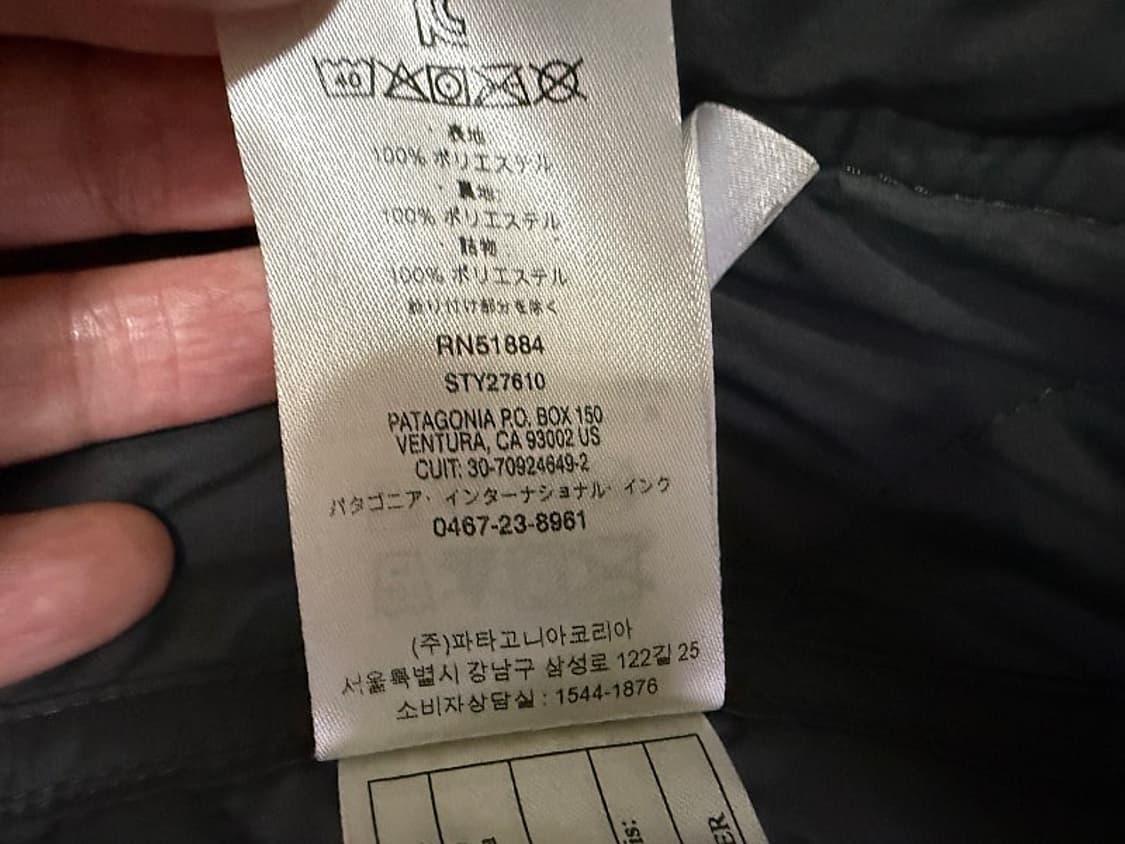 40
・表地
100% ポリエステル
・裏地
100% ポリエステル
・詰物
100% ポリエステル
飾り付け部分を除く
RN51884
STY27610
PATAGONIA P.O. BOX 150
VENTURA, CA 93002 US
CUIT: 30-70924649-2
パタゴニア・インターナショナル・インク
0467-23-8961
(주)파타고니아코리아
서울특별시 강남구 삼성로 122길 25
소비자상담실 : 1544-1876